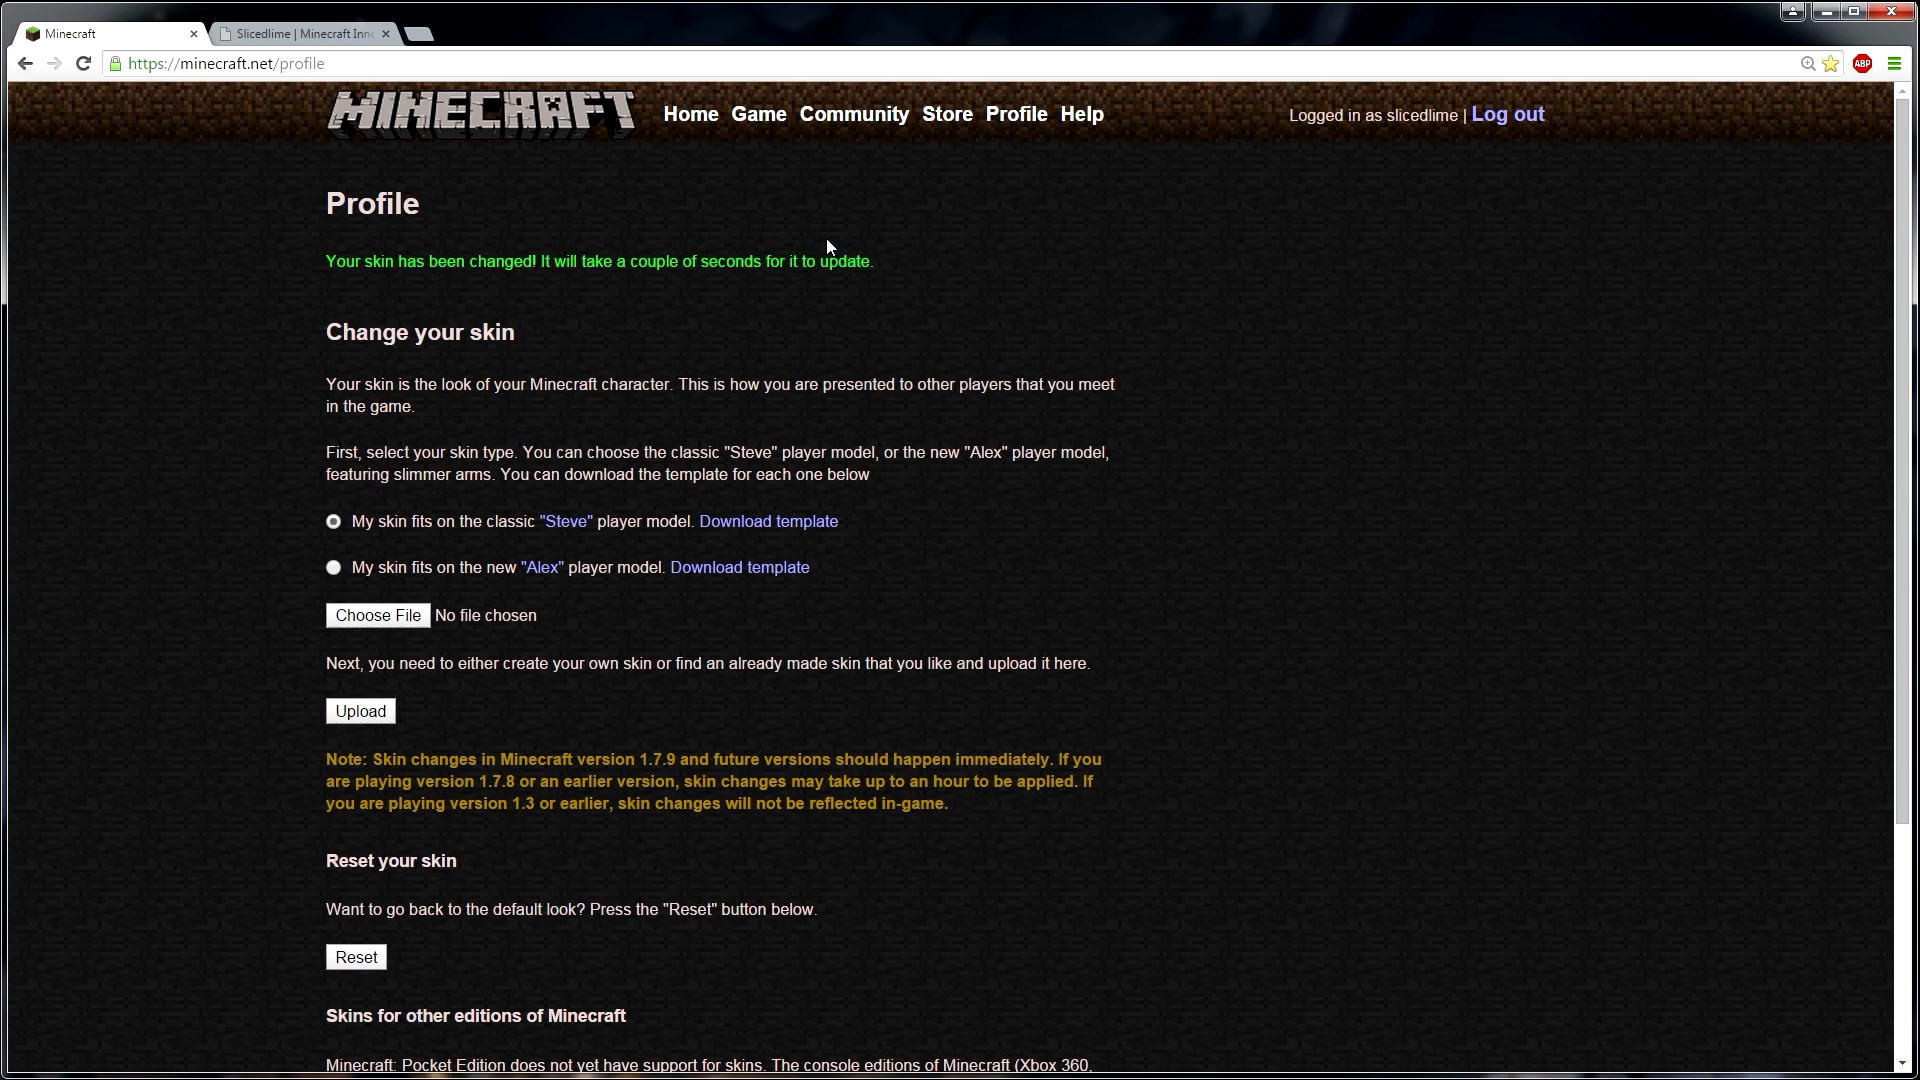 Minecraft
Slicedlime | Minecraft Inno
https://minecraft.net/profile
ABP
MINECRAFT
Home Game Community Store Profile Help
Logged in as slicedlime | Log out
Profile
Your skin has been changed! It will take a couple of seconds for it to update.
Change your skin
Your skin is the look of your Minecraft character. This is how you are presented to other players that you meet
in the game.
First, select your skin type. You can choose the classic "Steve" player model, or the new "Alex" player model,
featuring slimmer arms. You can download the template for each one below
My skin fits on the classic "Steve" player model. Download template
My skin fits on the new "Alex" player model. Download template
Choose File No file chosen
Next, you need to either create your own skin or find an already made skin that you like and upload it here.
Upload
Note: Skin changes in Minecraft version 1.7.9 and future versions should happen immediately. If you
are playing version 1.7.8 or an earlier version, skin changes may take up to an hour to be applied. If
you are playing version 1.3 or earlier, skin changes will not be reflected in-game.
Reset your skin
Want to go back to the default look? Press the "Reset" button below.
Reset
Skins for other editions of Minecraft
Minecraft: Pocket Edition does not yet have support for skins. The console editions of Minecraft (Xbox 360,